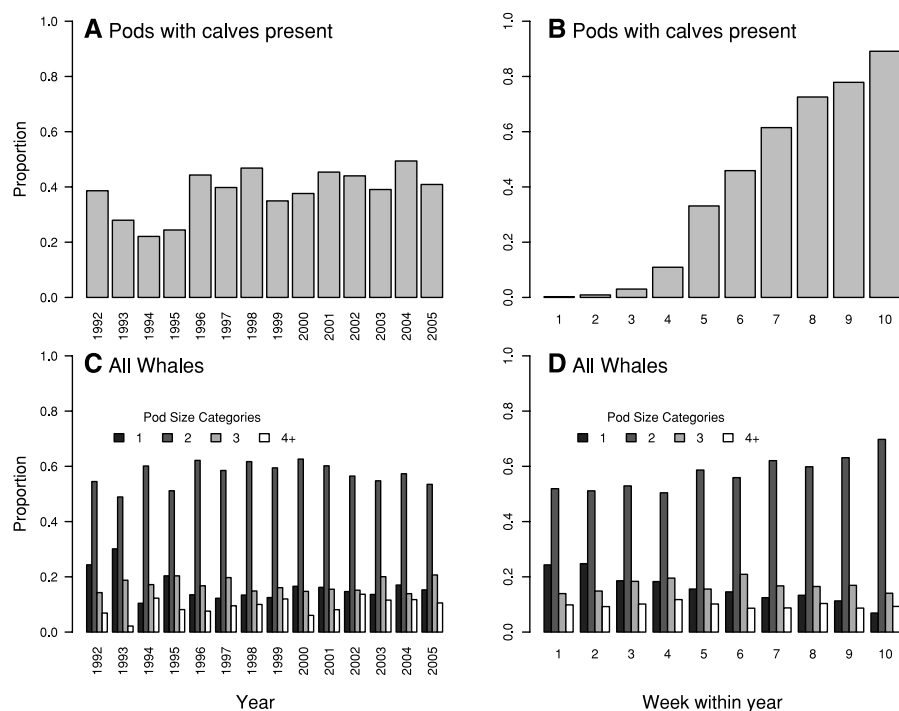 A Pods with calves present
Proportion
0.0 0.2 0.4 0.6 0.8 1.0
1992 1993 1994 1995 1996 1997 1998 1999 2000 2001 2002 2003 2004 2005
B Pods with calves present
0.0 0.2 0.4 0.6 0.8 1.0
1 2 3 4 5 6 7 8 9 10
C All Whales
Pod Size Categories
1 2 3 4+
Proportion
0.0 0.2 0.4 0.6 0.8 1.0
1992 1993 1994 1995 1996 1997 1998 1999 2000 2001 2002 2003 2004 2005
Year
D All Whales
Pod Size Categories
1 2 3 4+
0.0 0.2 0.4 0.6 0.8 1.0
1 2 3 4 5 6 7 8 9 10
Week within year